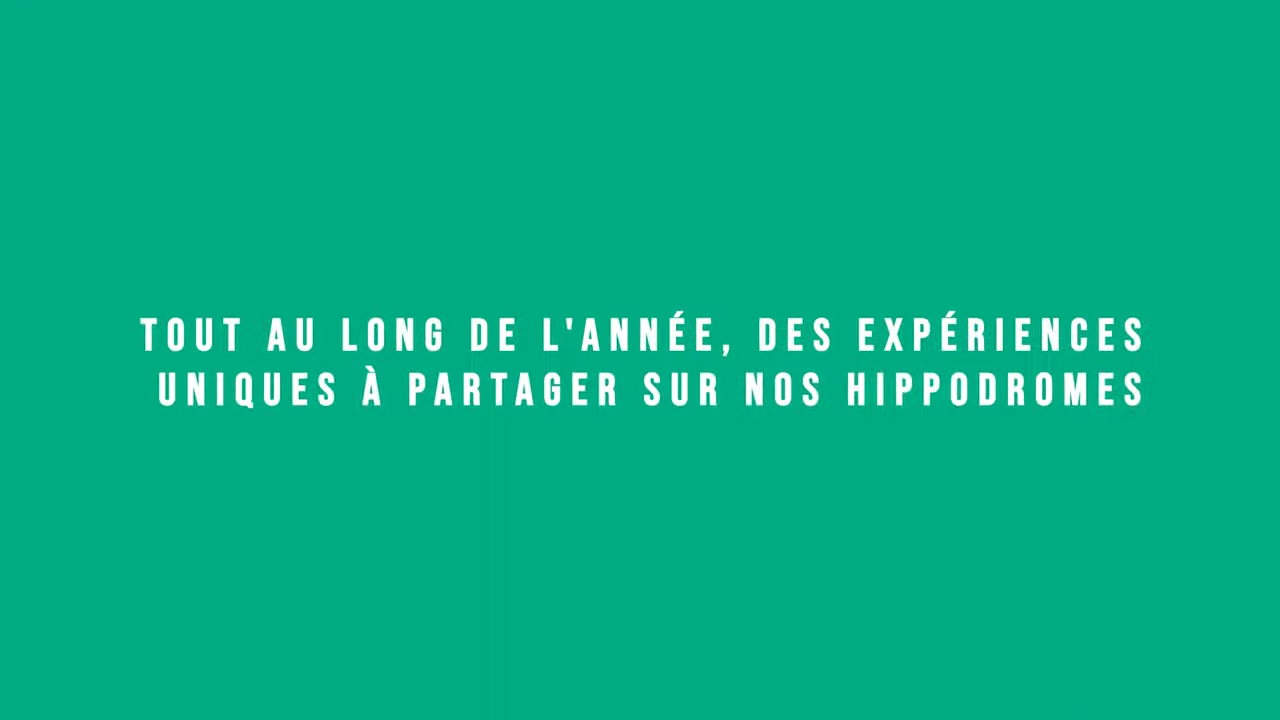 TOUT AU LONG DE L'ANNÉE, DES EXPÉRIENCES
UNIQUES À PARTAGER SUR NOS HIPPODROMES